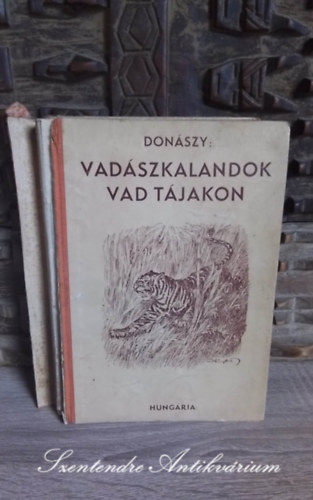 DONÁSZY:
VADÁSZKALANDOK
VAD TÁJAKON
HUNGARIA
Szentendre Antikvárium